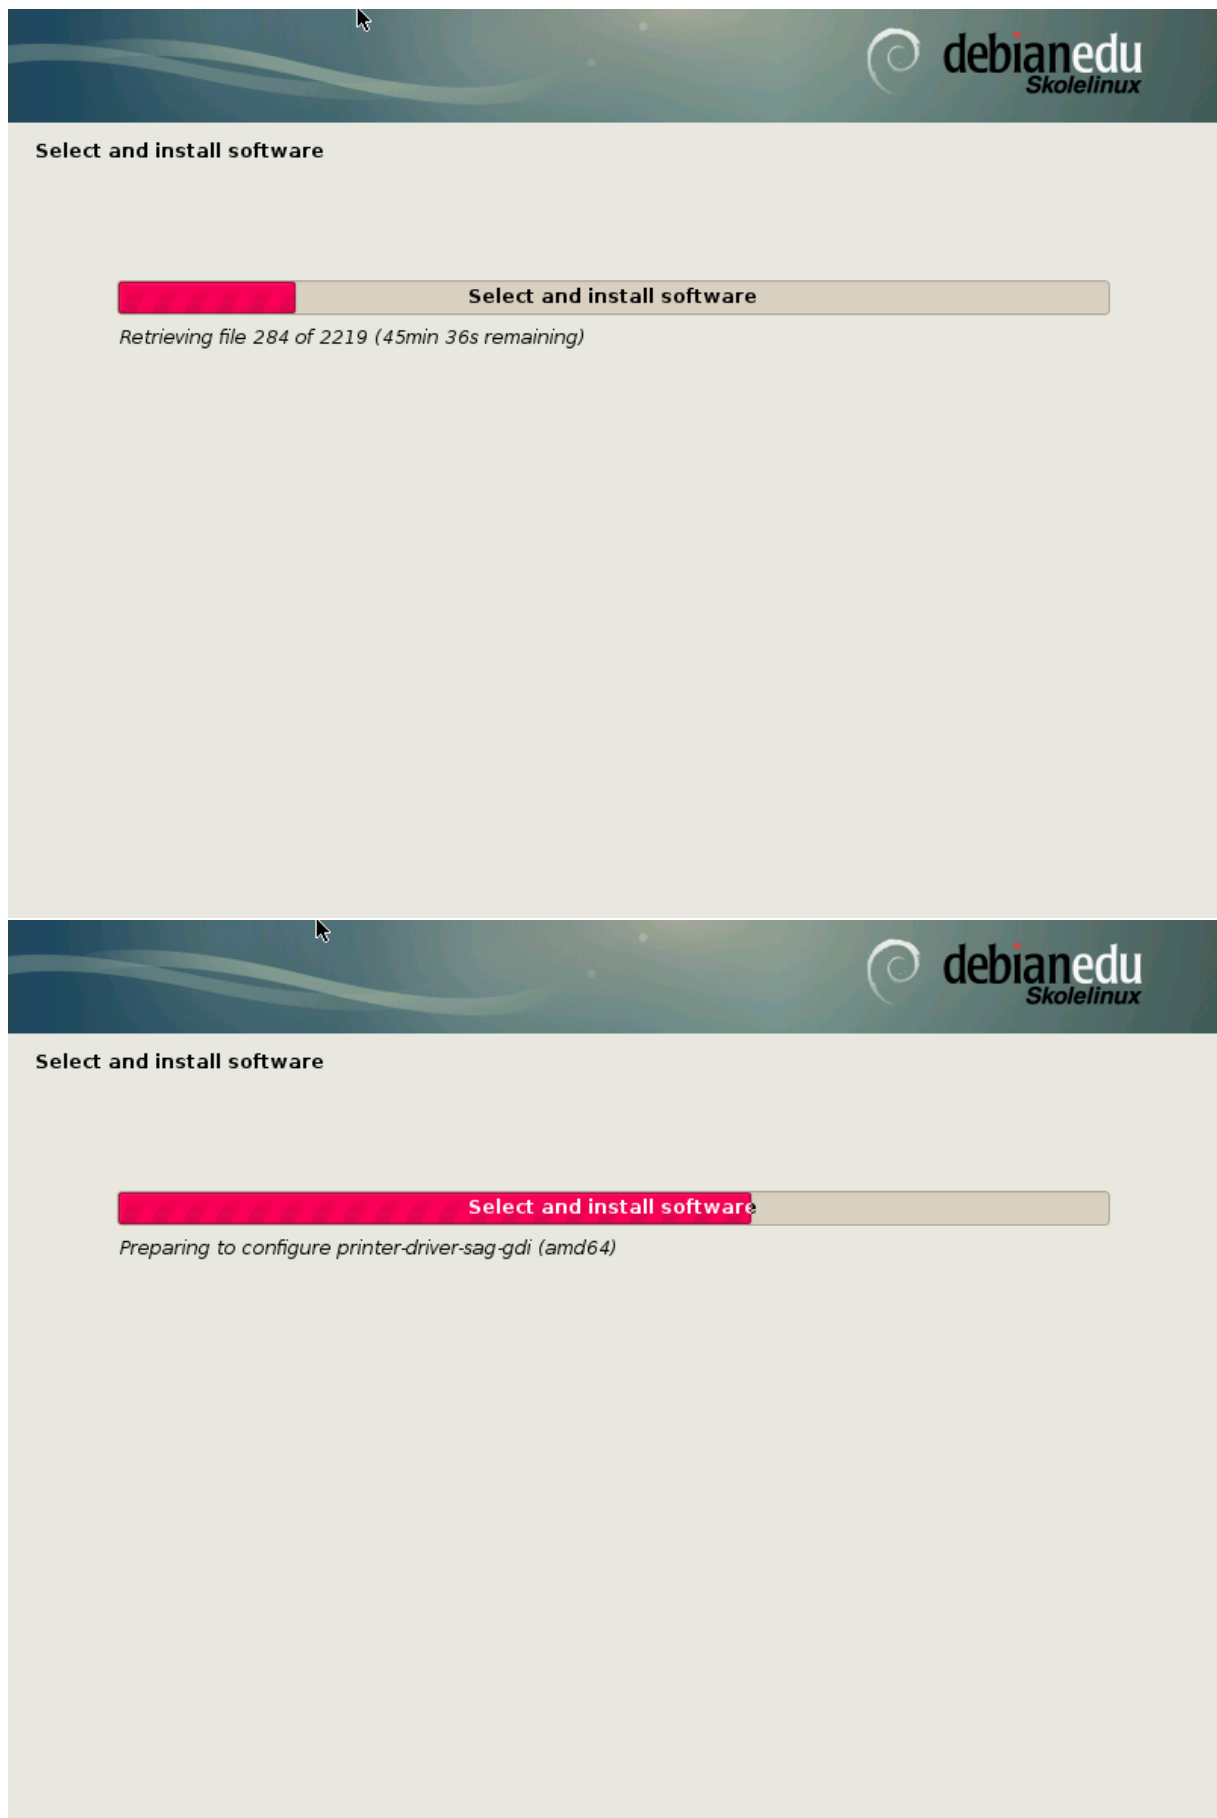 debianedu
Skolelinux
Select and install software
Select and install software
Retrieving file 284 of 2219 (45min 36s remaining)
debianedu
Skolelinux
Select and install software
Select and install software
Preparing to configure printer-driver-sag-gdi (amd64)